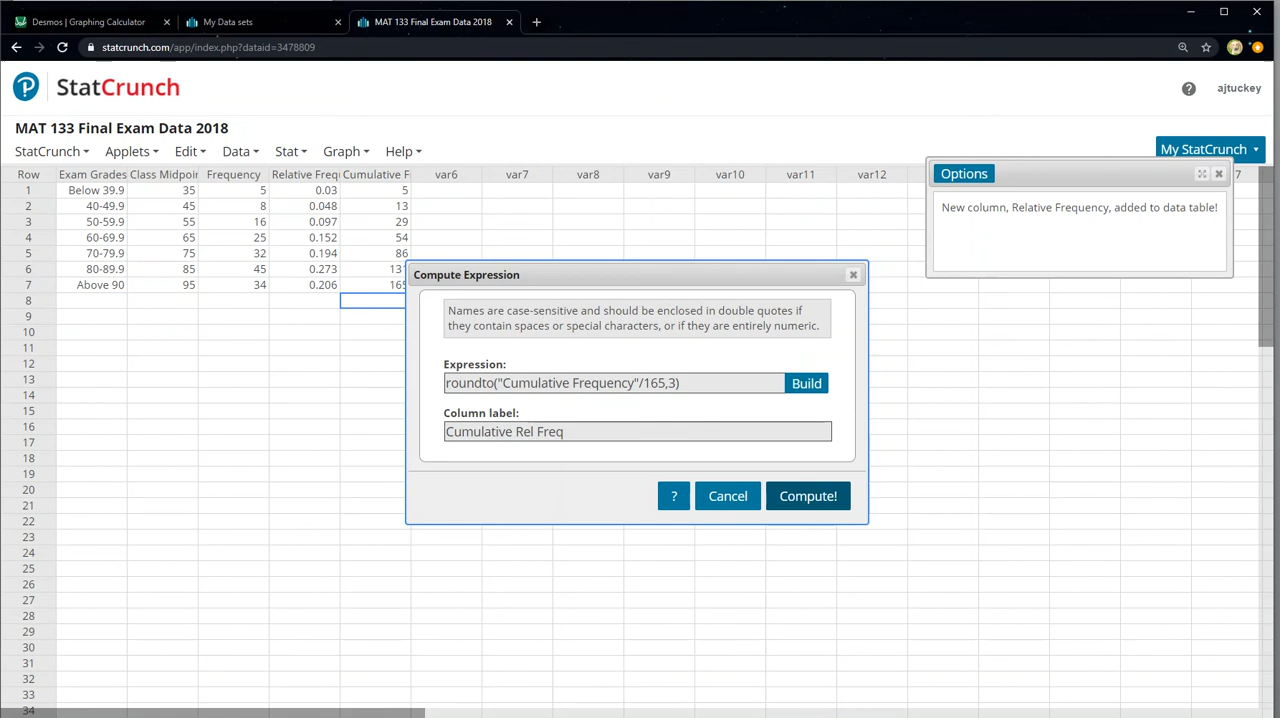 Desmos | Graphing Calculator
My Data sets
MAT 133 Final Exam Data 2018
statcrunch.com/app/index.php?dataid=3478809
StatCrunch
ajtuckey
MAT 133 Final Exam Data 2018
StatCrunch Applets Edit Data Stat Graph Help
My StatCrunch
Row Exam Grades Class Midpoi Frequency Relative Freq Cumulative F var6 var7 var8 var9 var10 var11 var12 7
1 Below 39.9 35 5 0.03 5
2 40-49.9 45 8 0.048 13
3 50-59.9 55 16 0.097 29
4 60-69.9 65 25 0.152 54
5 70-79.9 75 32 0.194 86
6 80-89.9 85 45 0.273 131
7 Above 90 95 34 0.206 165
8
9
10
11
12
13
14
15
16
17
18
19
20
21
22
23
24
25
26
27
28
29
30
31
32
33
34
Options
New column, Relative Frequency, added to data table!
Compute Expression
Names are case-sensitive and should be enclosed in double quotes if
they contain spaces or special characters, or if they are entirely numeric.
Expression:
roundto("Cumulative Frequency"/165,3)
Build
Column label:
Cumulative Rel Freq
? Cancel Compute!